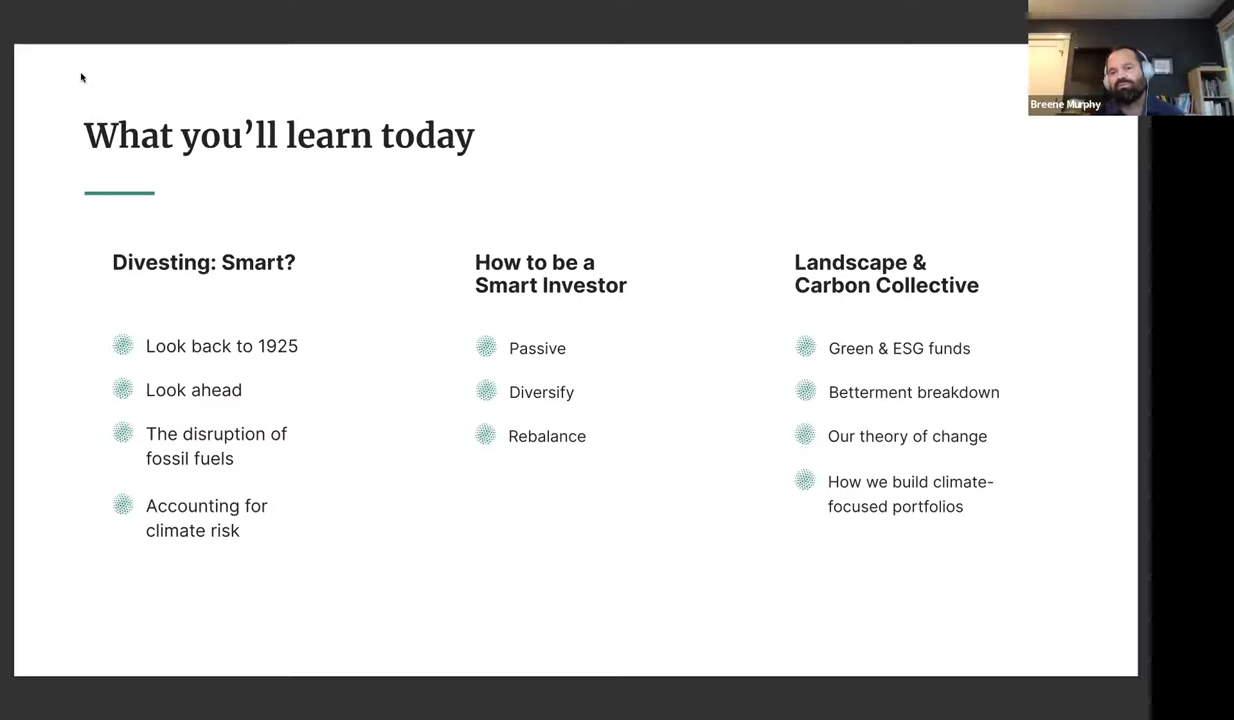 What you’ll learn today
Divesting: Smart?
Look back to 1925
Look ahead
The disruption of
fossil fuels
Accounting for
climate risk
How to be a
Smart Investor
Passive
Diversify
Rebalance
Landscape &
Carbon Collective
Green & ESG funds
Betterment breakdown
Our theory of change
How we build climate-
focused portfolios
Breene Murphy